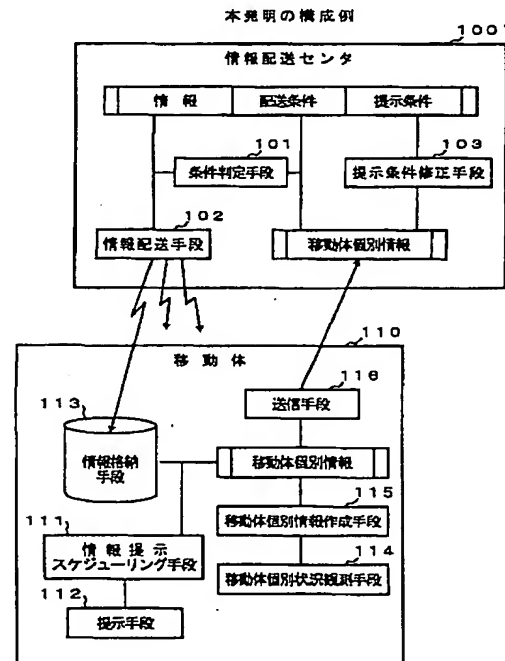 本発明の構成例
100
情報配送センタ
情報 配送条件 提示条件
101
103
条件判定手段
提示条件修正手段
102
情報配送手段
移動体個別情報
110
移動体
116
113
送信手段
情報格納
手段
移動体個別情報
115
111
移動体個別情報作成手段
情報提示
スケジューリング手段
114
移動体個別状況観測手段
112
提示手段